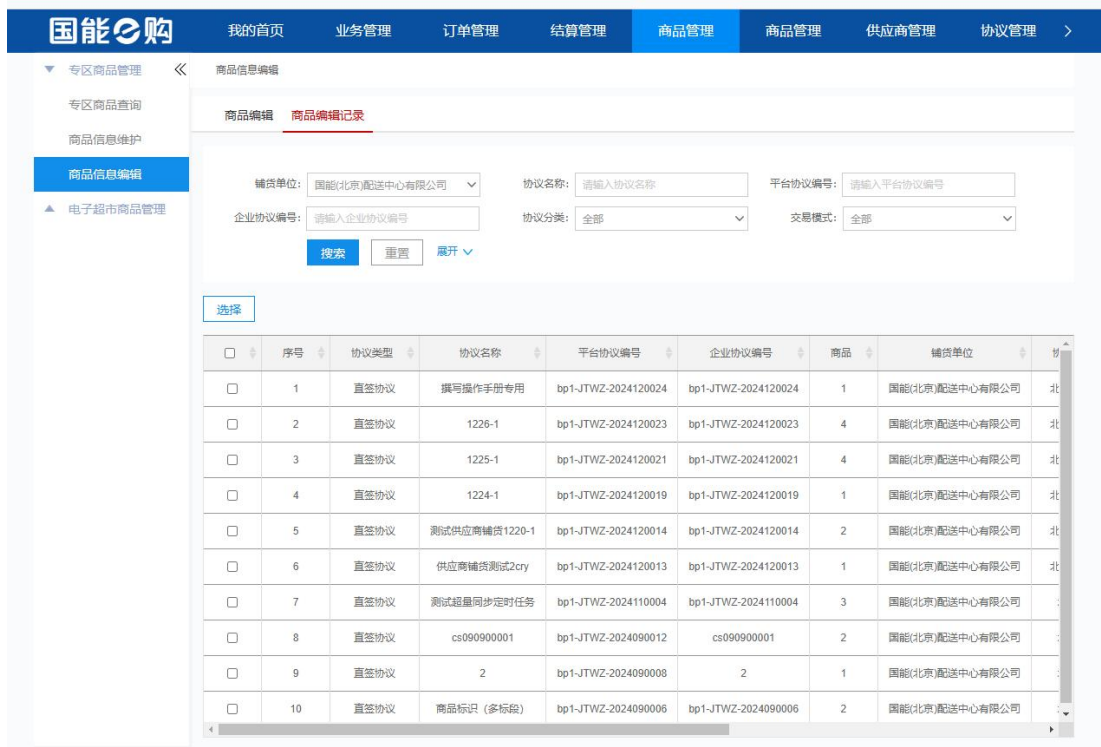 国能e购 我的首页 业务管理 订单管理 结算管理 商品管理 商品管理 供应商管理 协议管理
专区商品管理
专区商品查询
商品信息维护
商品信息编辑
电子超市商品管理
商品信息编辑
商品编辑 商品编辑记录
铺货单位: 国能(北京)配送中心有限公司 协议名称: 请输入协议名称 平台协议编号: 请输入平台协议编号
企业协议编号: 请输入企业协议编号 协议分类: 全部 交易模式: 全部
搜索 重置 展开
选择
序号 协议类型 协议名称 平台协议编号 企业协议编号 商品 铺货单位
1 直签协议 撰写操作手册专用 bp1-JTWZ-2024120024 bp1-JTWZ-2024120024 1 国能(北京)配送中心有限公司 北
2 直签协议 1226-1 bp1-JTWZ-2024120023 bp1-JTWZ-2024120023 4 国能(北京)配送中心有限公司 北
3 直签协议 1225-1 bp1-JTWZ-2024120021 bp1-JTWZ-2024120021 4 国能(北京)配送中心有限公司 北
4 直签协议 1224-1 bp1-JTWZ-2024120019 bp1-JTWZ-2024120019 1 国能(北京)配送中心有限公司 北
5 直签协议 测试供应商铺货1220-1 bp1-JTWZ-2024120014 bp1-JTWZ-2024120014 2 国能(北京)配送中心有限公司 北
6 直签协议 供应商铺货测试2cry bp1-JTWZ-2024120013 bp1-JTWZ-2024120013 1 国能(北京)配送中心有限公司 北
7 直签协议 测试超量同步定时任务 bp1-JTWZ-2024110004 bp1-JTWZ-2024110004 3 国能(北京)配送中心有限公司
8 直签协议 cs090900001 bp1-JTWZ-2024090012 cs090900001 2 国能(北京)配送中心有限公司
9 直签协议 2 bp1-JTWZ-2024090008 2 1 国能(北京)配送中心有限公司
10 直签协议 商品标识（多标段） bp1-JTWZ-2024090006 bp1-JTWZ-2024090006 2 国能(北京)配送中心有限公司